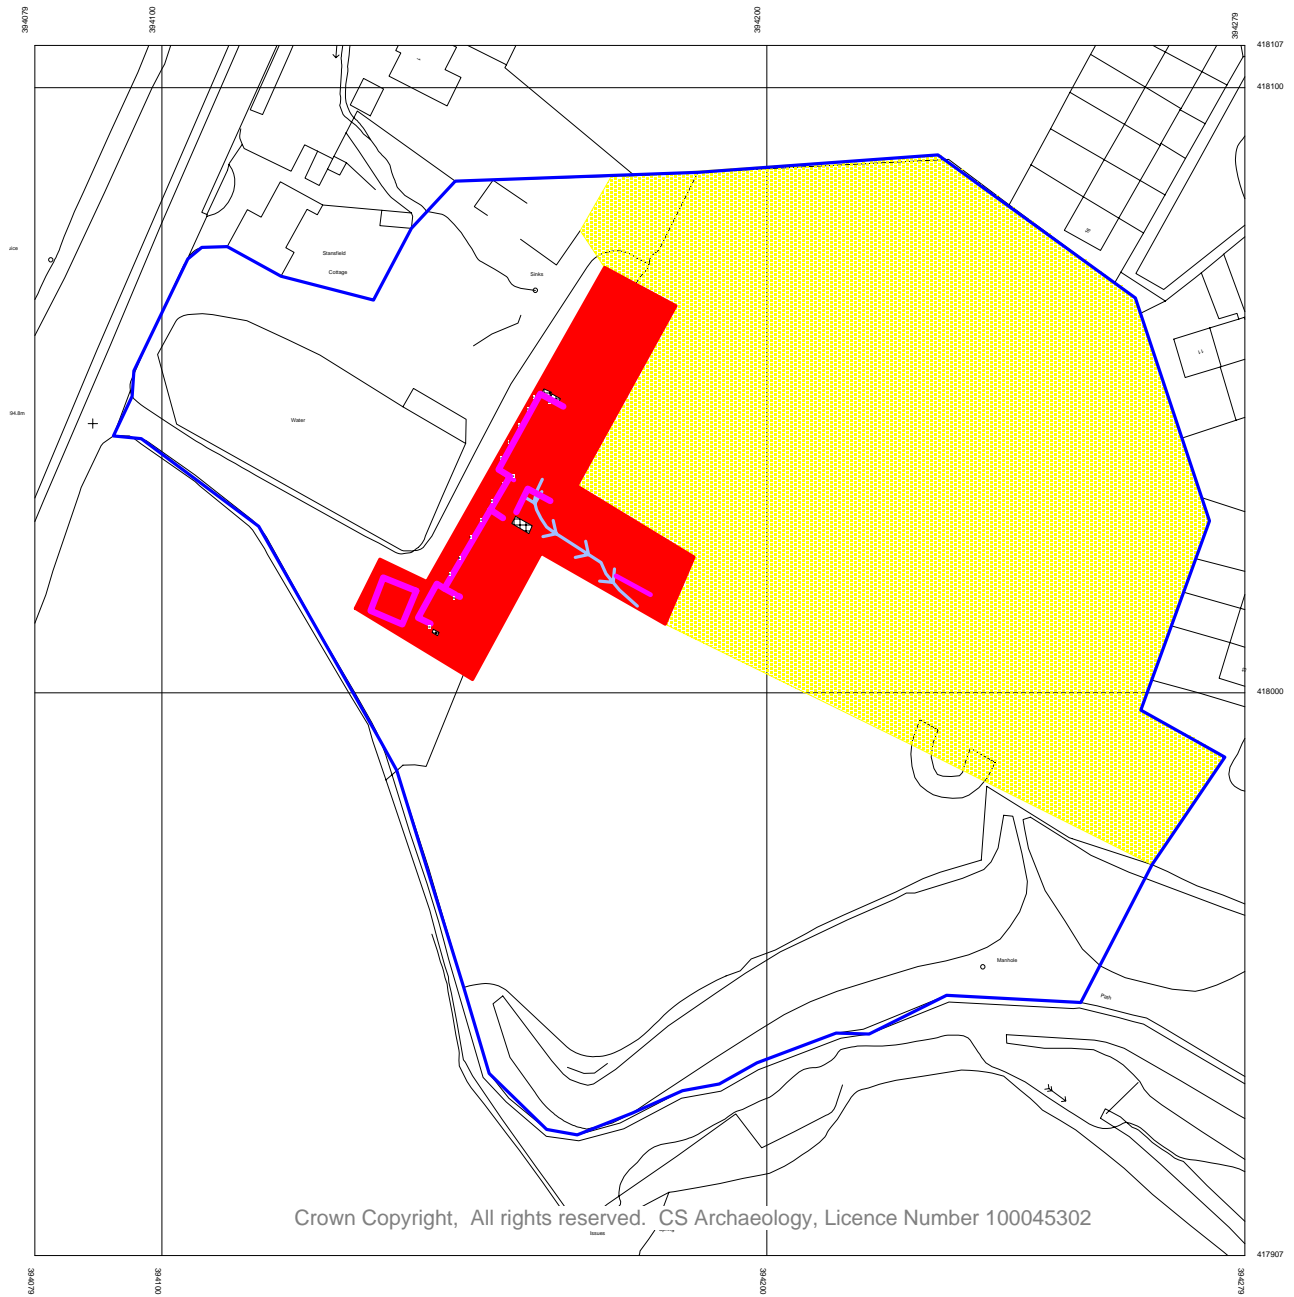 394079
394100
394200
394279
418107
418100
Stansfield
Cottage
Sinks
11
94.8m
Water
418000
Manhole
Path
Crown Copyright, All rights reserved. CS Archaeology, Licence Number 100045302
Issues
417907
394079
394100
394200
394279